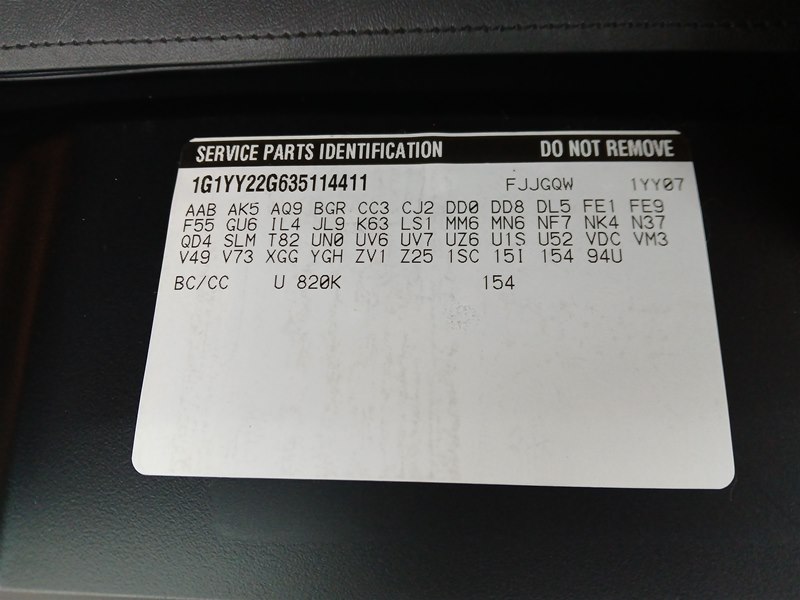 SERVICE PARTS IDENTIFICATION DO NOT REMOVE
1G1YY22G635114411 FJJGQW 1YY07
AAB AK5 AQ9 BGR CC3 CJ2 DD0 DD8 DL5 FE1 FE9
F55 GU6 IL4 JL9 K63 LS1 MM6 MN6 NF7 NK4 N37
QD4 SLM T82 UN0 UV6 UV7 UZ6 U1S U52 VDC VM3
V49 V73 XGG YGH ZV1 Z25 1SC 15I 154 94U
BC/CC U 820K 154